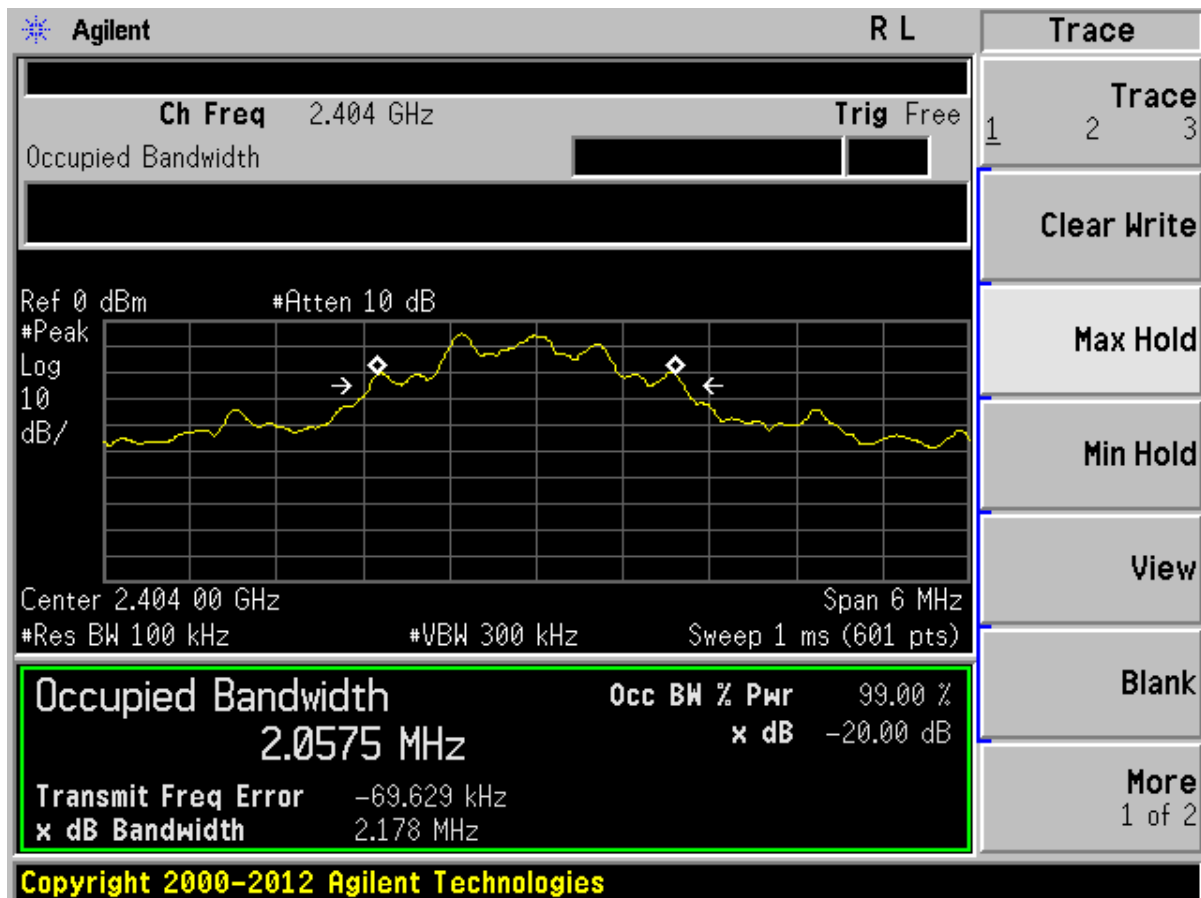 Agilent R L
Trace
Ch Freq 2.404 GHz Trig Free
Occupied Bandwidth
Trace
1 2 3
Clear Write
Ref 0 dBm #Atten 10 dB
#Peak
Log
10
dB/
Max Hold
Min Hold
View
Center 2.404 00 GHz Span 6 MHz
#Res BW 100 kHz #VBW 300 kHz Sweep 1 ms (601 pts)
Occupied Bandwidth Occ BW % Pwr 99.00 %
2.0575 MHz x dB -20.00 dB
Blank
Transmit Freq Error -69.629 kHz
x dB Bandwidth 2.178 MHz
More
1 of 2
Copyright 2000-2012 Agilent Technologies